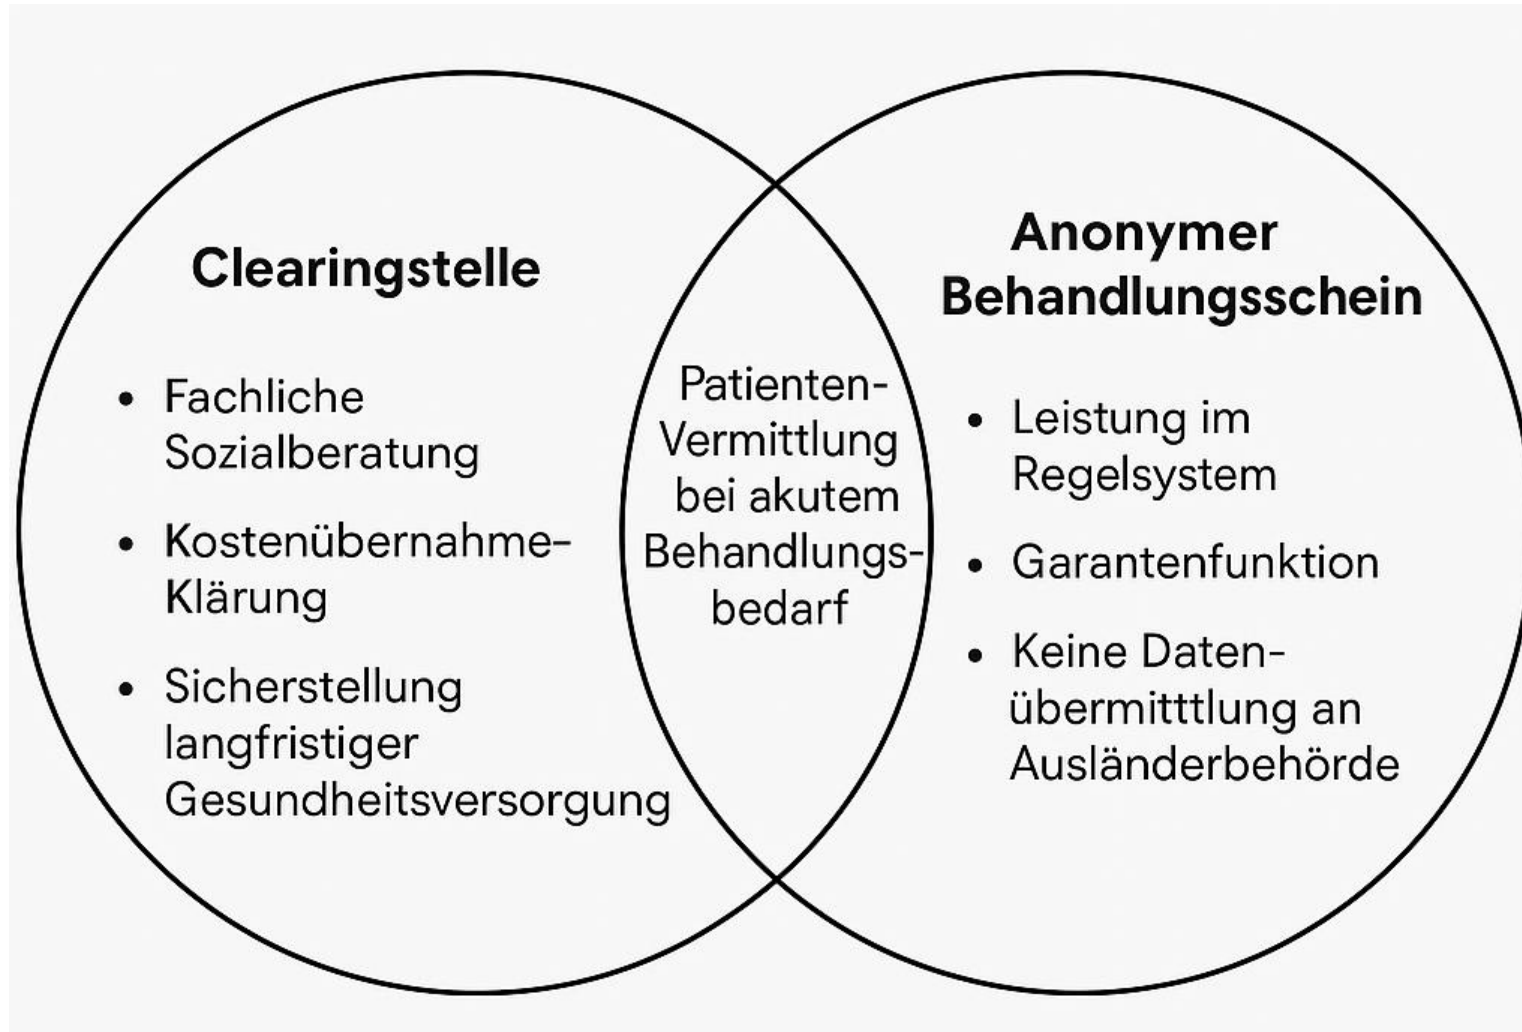 Clearingstelle
• Fachliche
Sozialberatung
• Kostenübernahme-
Klärung
• Sicherstellung
langfristiger
Gesundheitsversorgung
Patienten-
Vermittlung
bei akutem
Behandlungs-
bedarf
Anonymer
Behandlungsschein
• Leistung im
Regelsystem
• Garantenfunktion
• Keine Daten-
übermitttlung an
Ausländerbehörde